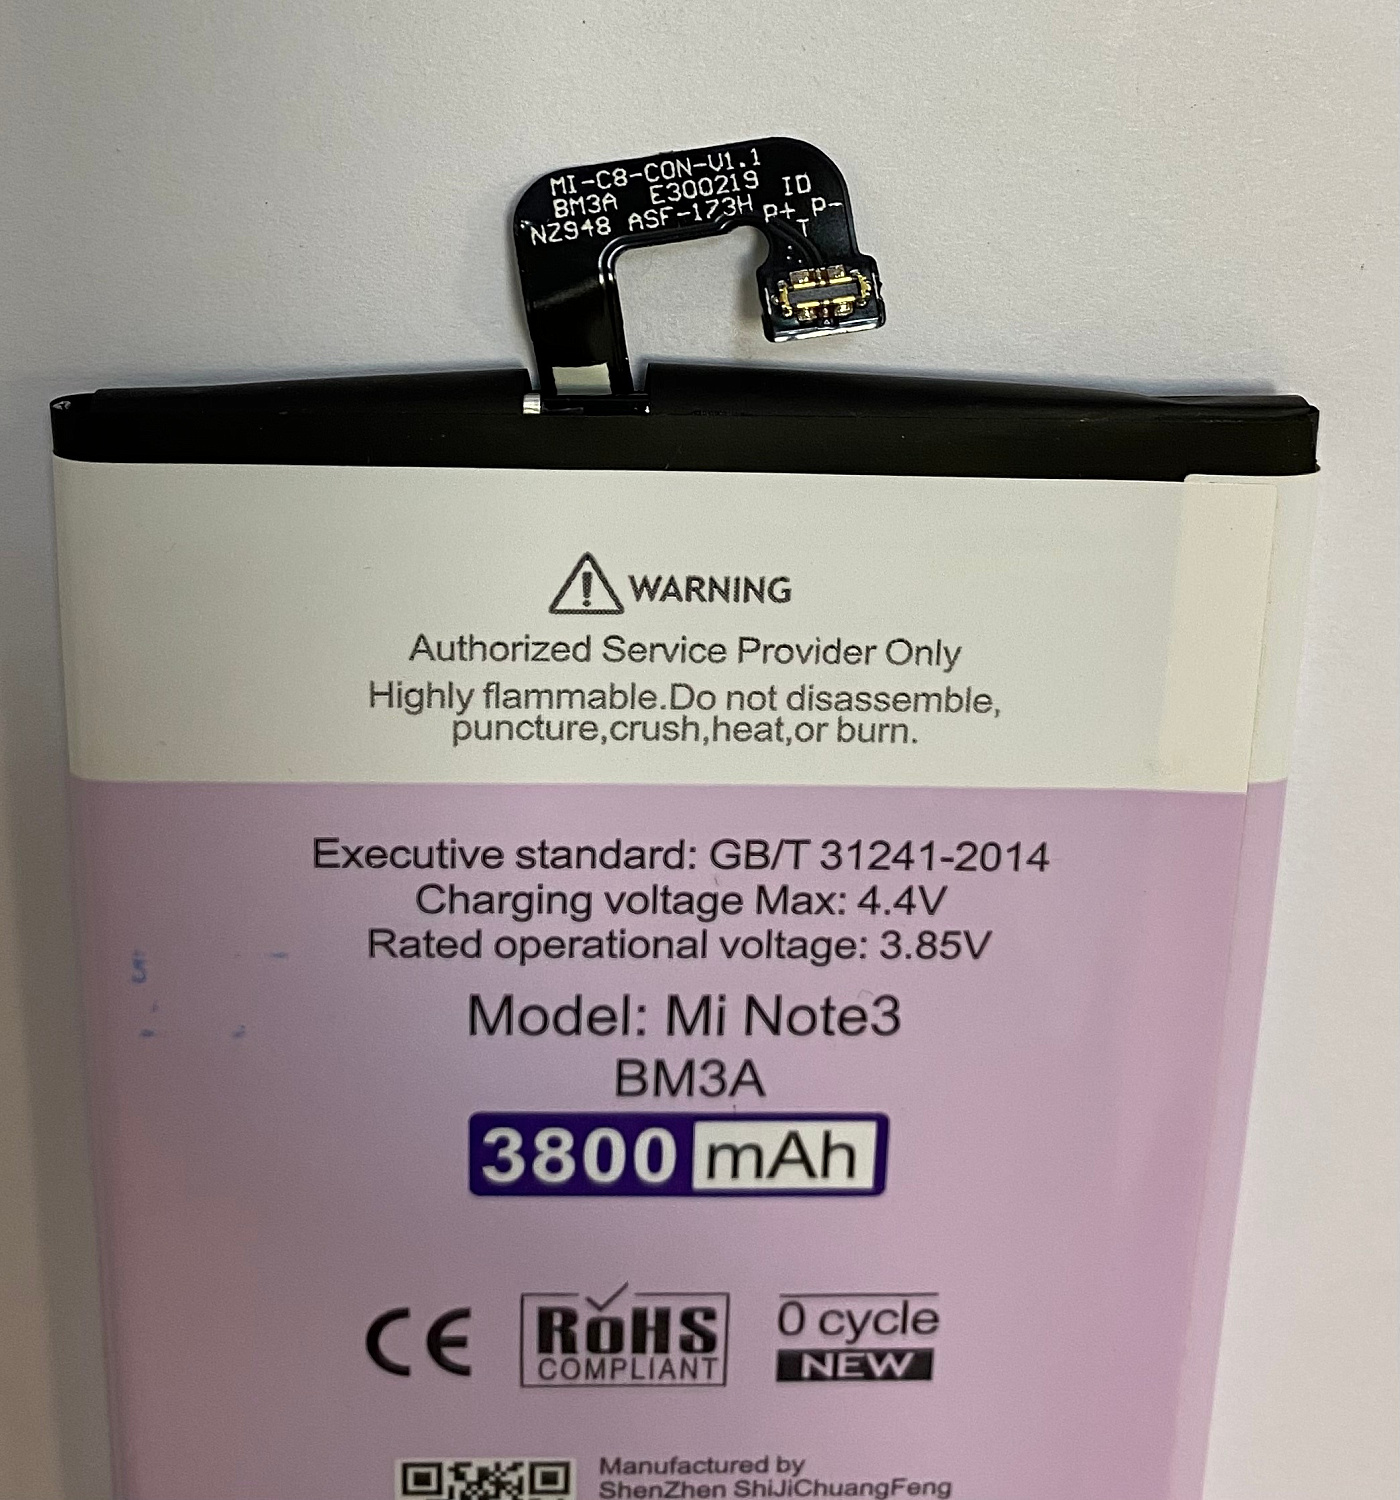 MI-C8-CON-V1.1
BM3A E300219 ID
NZ948 ASF-173H P+ P-
T
WARNING
Authorized Service Provider Only
Highly flammable.Do not disassemble,
puncture,crush,heat,or burn.
Executive standard: GB/T 31241-2014
Charging voltage Max: 4.4V
Rated operational voltage: 3.85V
Model: Mi Note3
BM3A
3800 mAh
CE
RoHS
COMPLIANT
0 cycle
NEW
Manufactured by
ShenZhen ShiJiChuangFeng